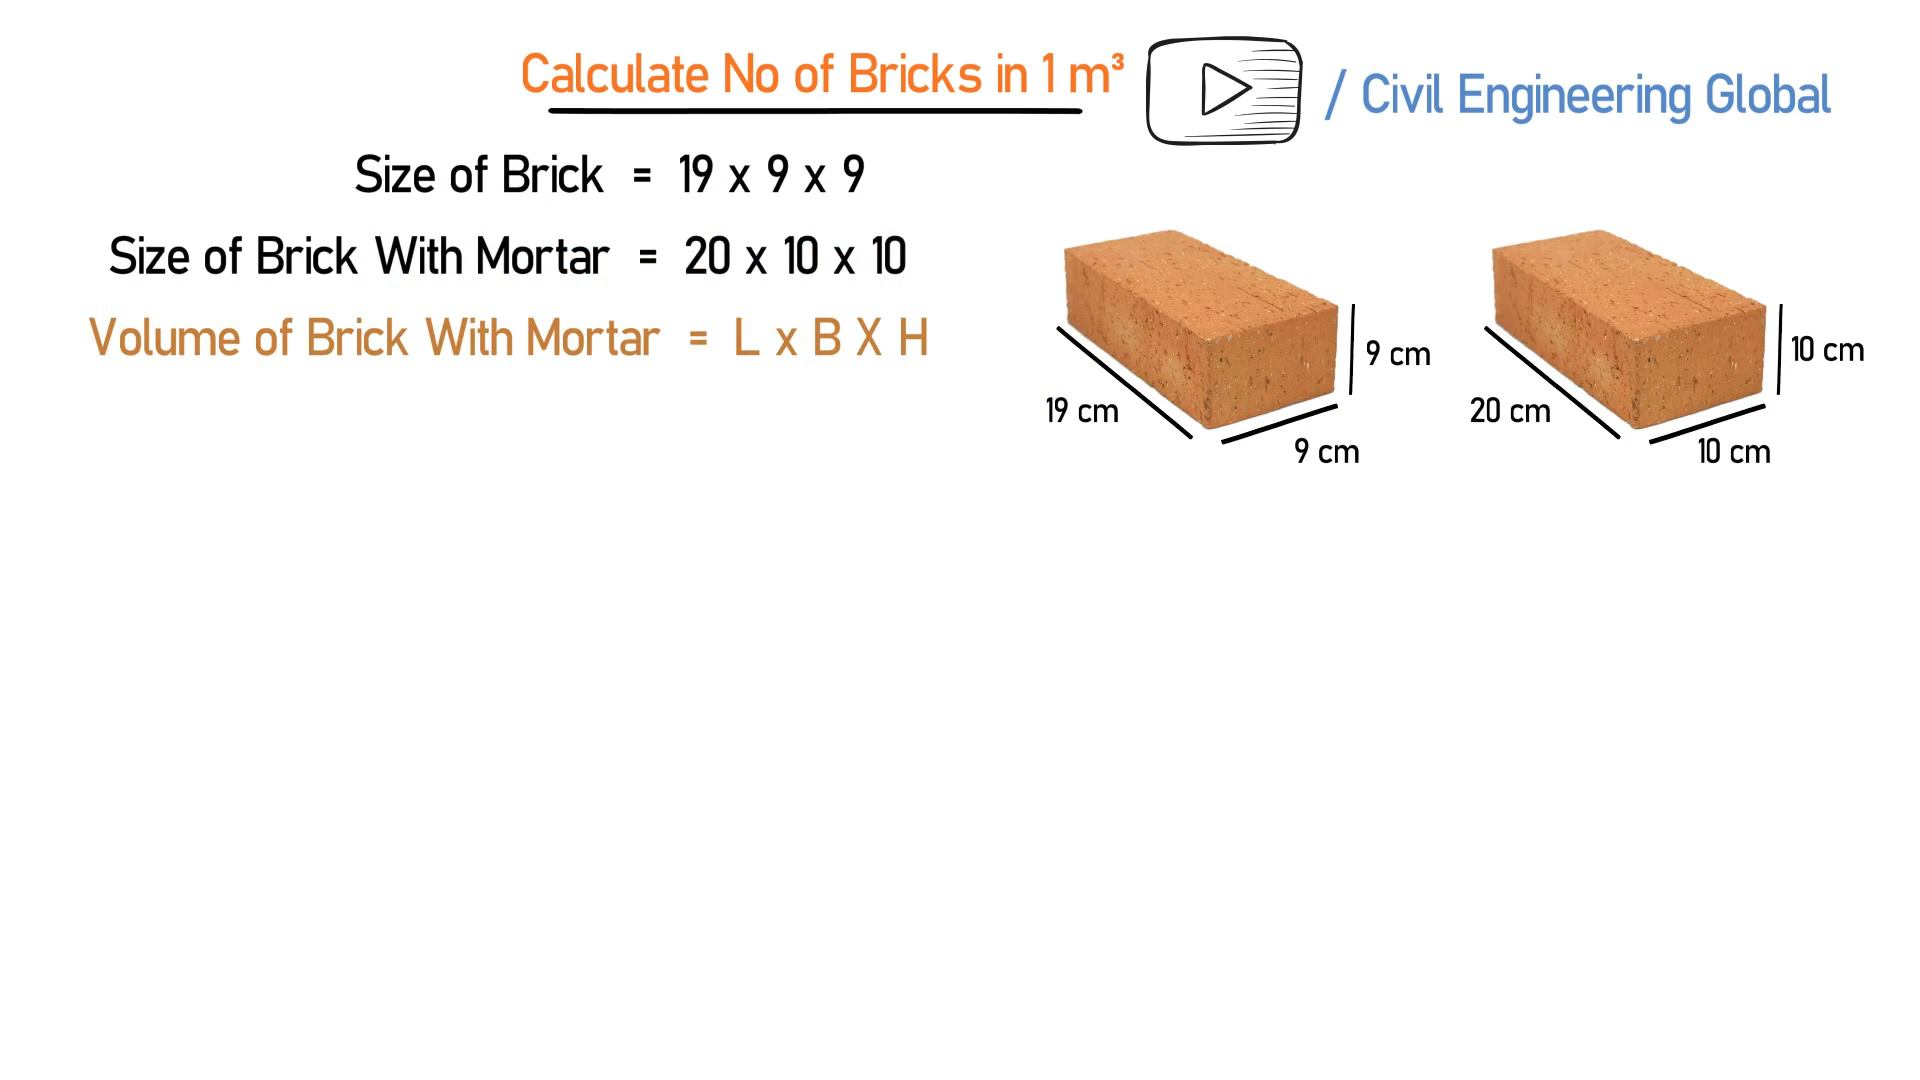 Calculate No of Bricks in 1 m³
/ Civil Engineering Global
Size of Brick = 19 x 9 x 9
Size of Brick With Mortar = 20 x 10 x 10
Volume of Brick With Mortar = L x B X H
9 cm
19 cm
9 cm
10 cm
20 cm
10 cm